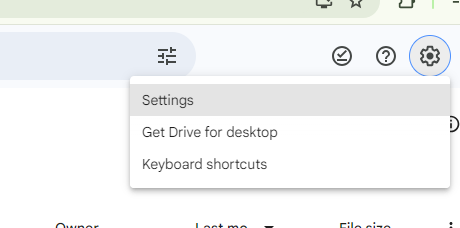 Settings
Get Drive for desktop
Keyboard shortcuts
Owner
Last mo
File size